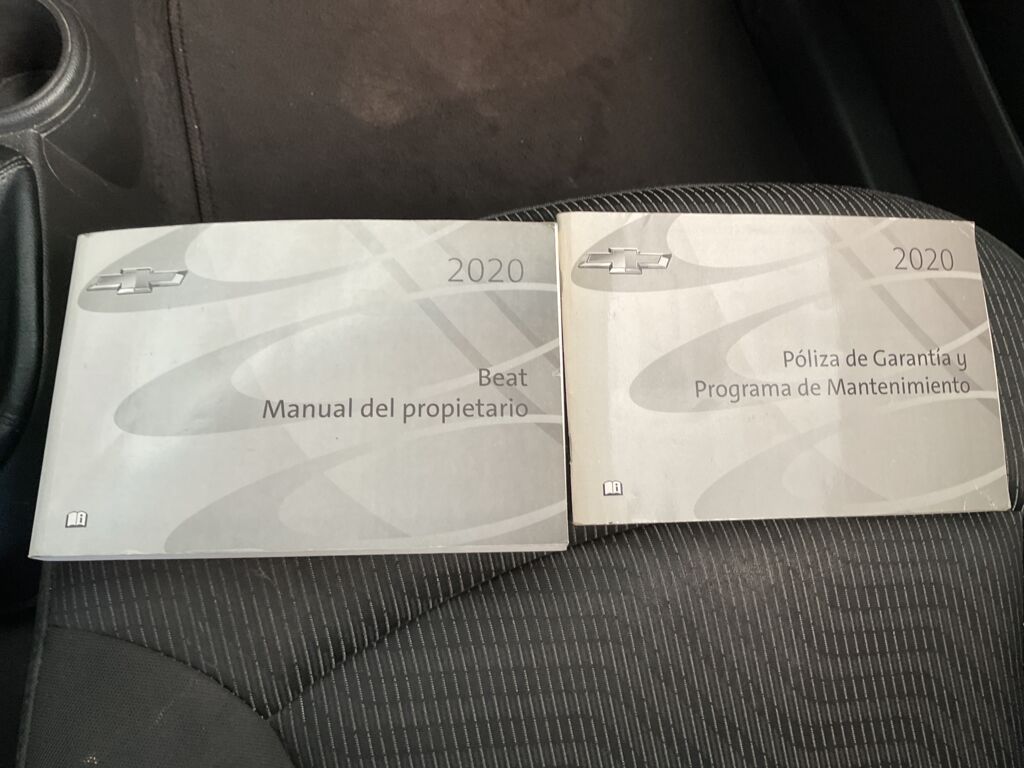 2020
Beat
Manual del propietario
2020
Póliza de Garantía y
Programa de Mantenimiento